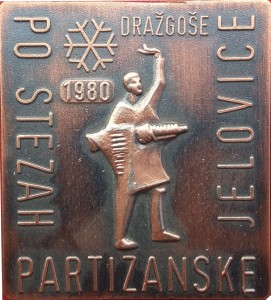 DRAŽGOŠE
1980
PO STEZAH
PARTIZANSKE
JELOVICE